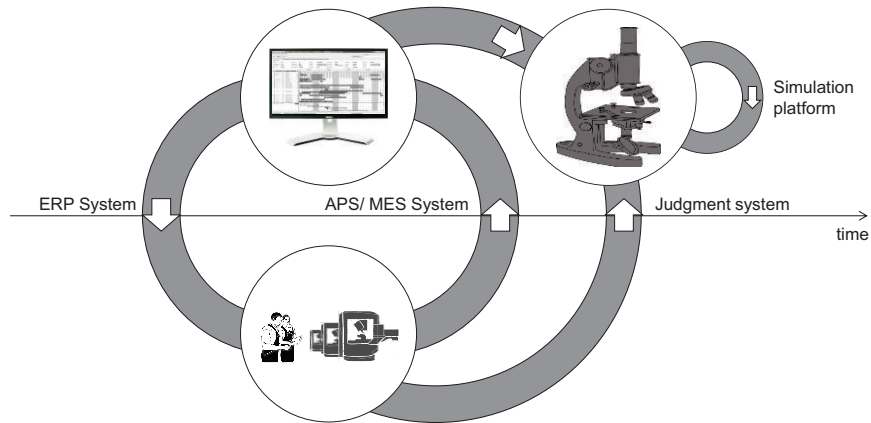 Simulation
platform
ERP System
APS/ MES System
Judgment system
time